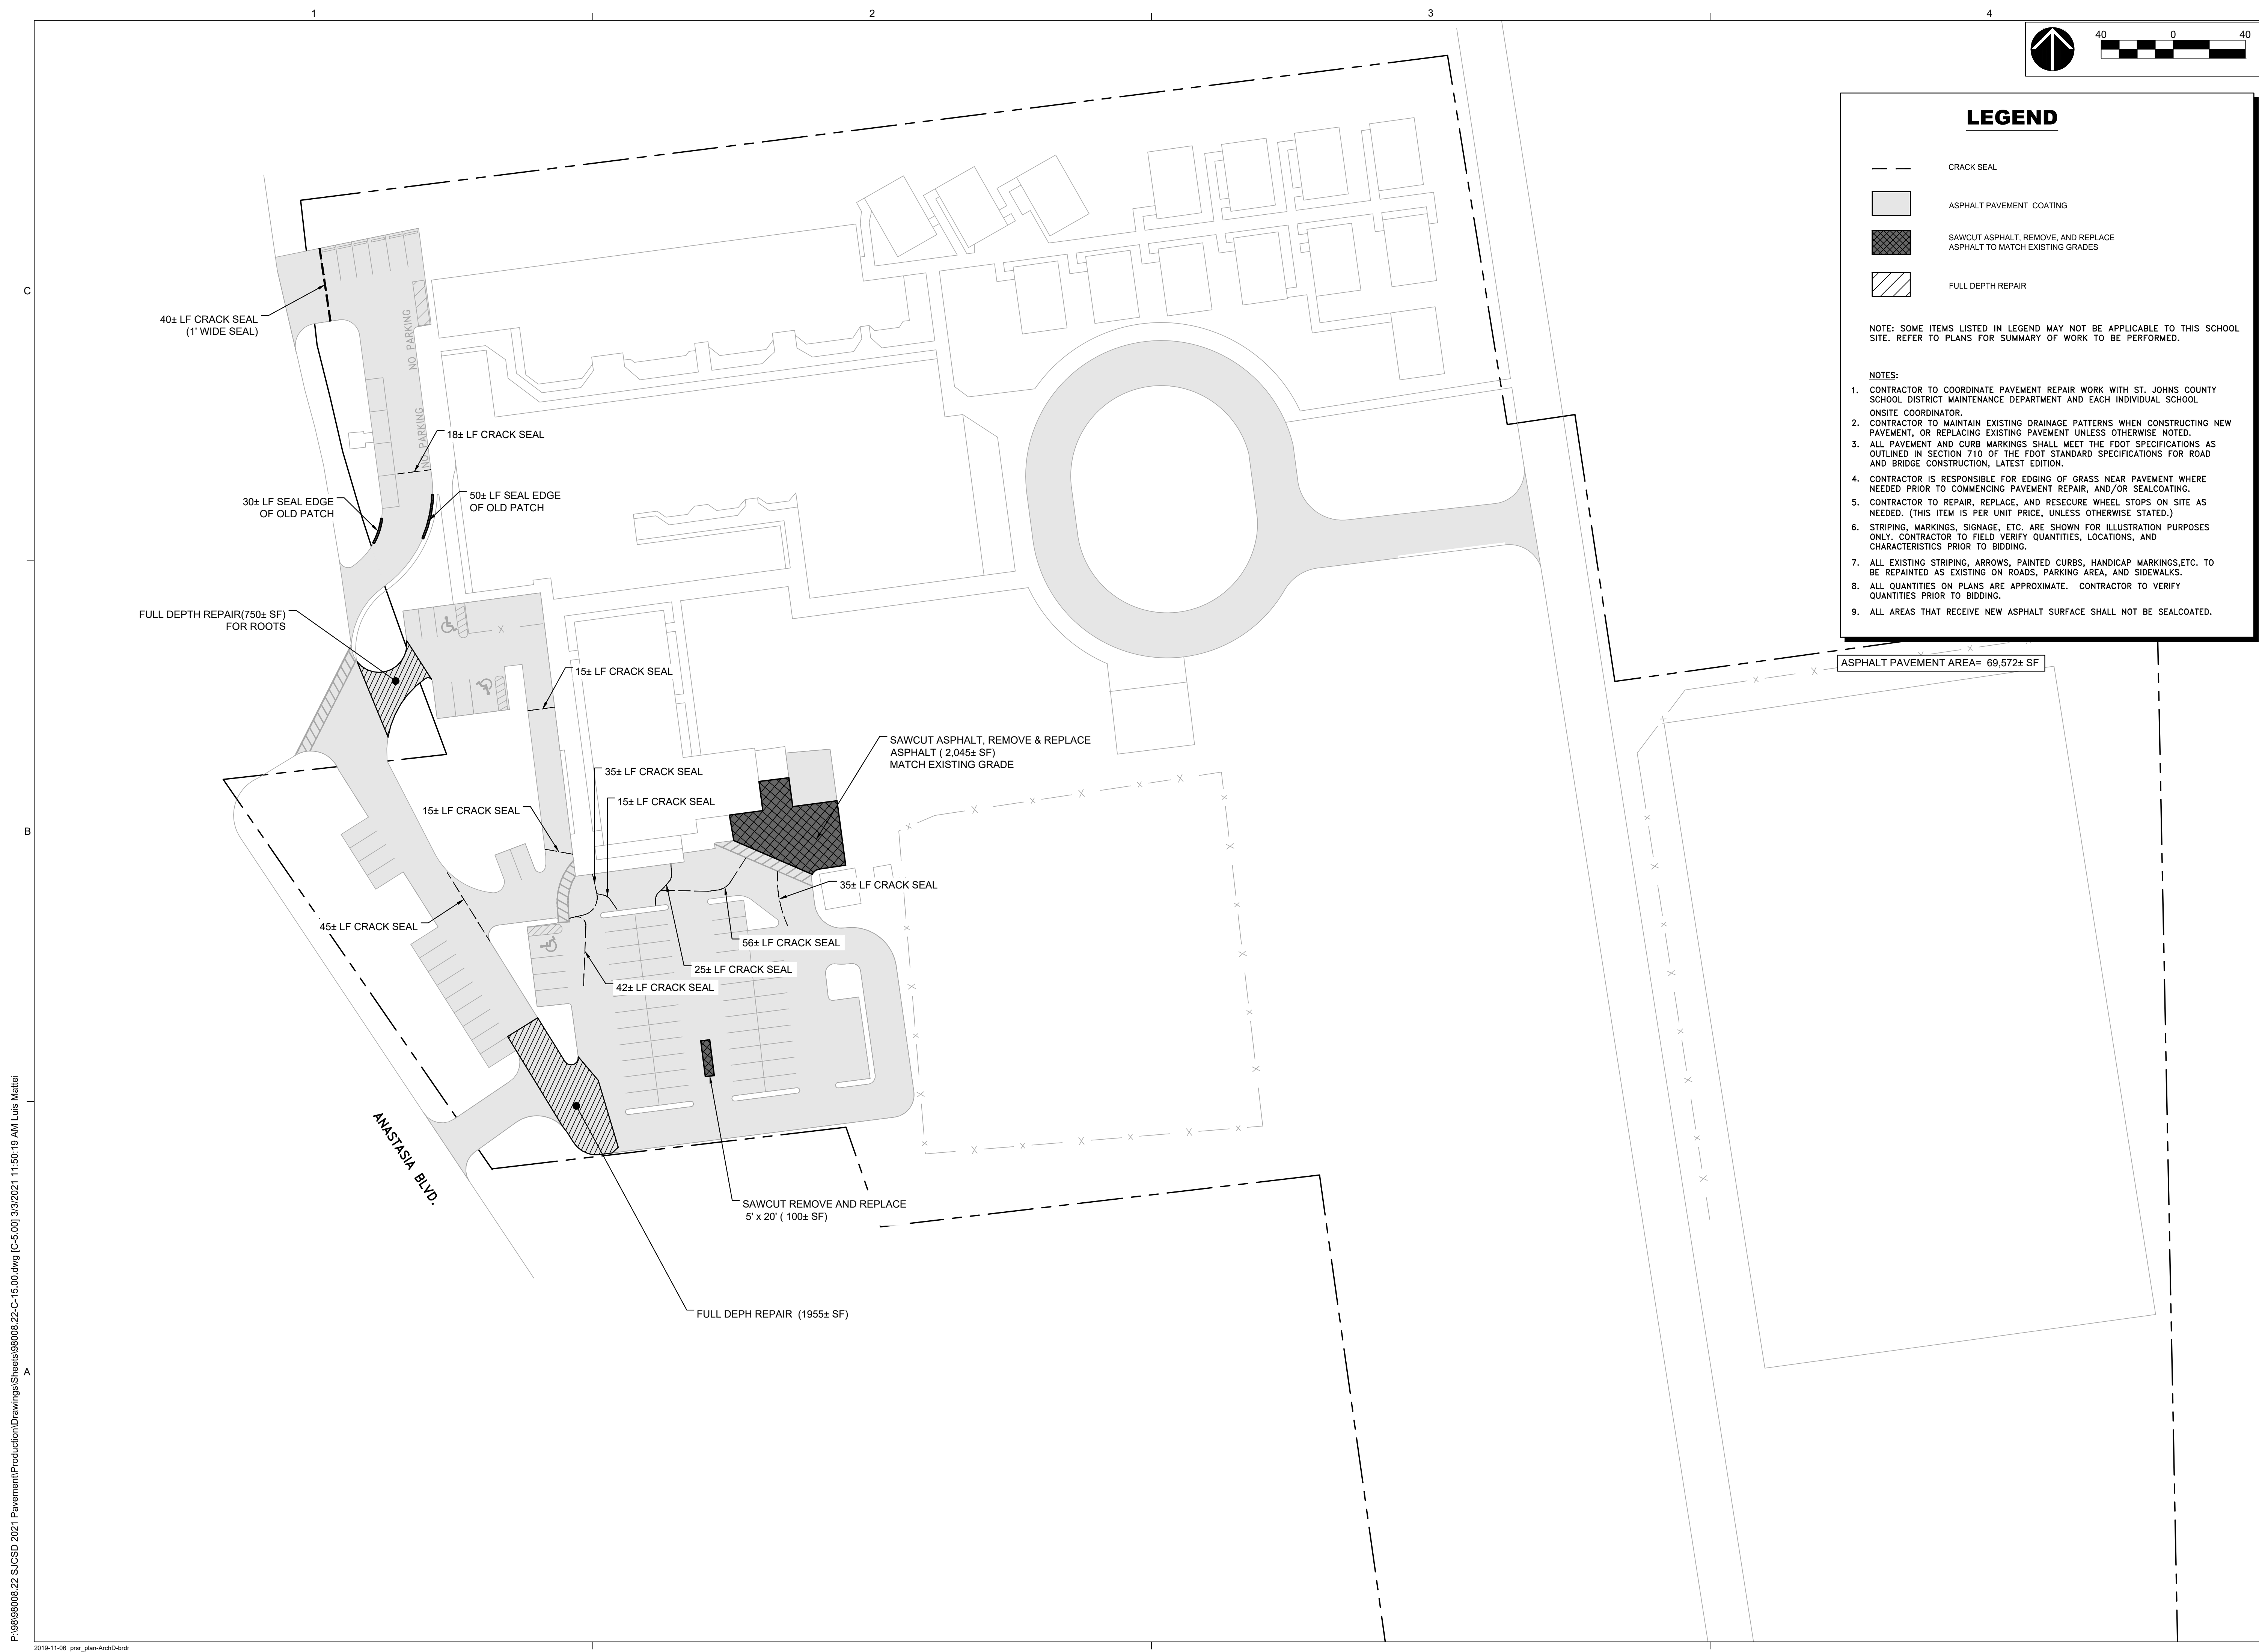 1
2
3
4
40 0 40
LEGEND
CRACK SEAL
ASPHALT PAVEMENT COATING
SAWCUT ASPHALT, REMOVE, AND REPLACE
ASPHALT TO MATCH EXISTING GRADES
FULL DEPTH REPAIR
NOTE: SOME ITEMS LISTED IN LEGEND MAY NOT BE APPLICABLE TO THIS SCHOOL
SITE. REFER TO PLANS FOR SUMMARY OF WORK TO BE PERFORMED.
NOTES:
1. CONTRACTOR TO COORDINATE PAVEMENT REPAIR WORK WITH ST. JOHNS COUNTY
SCHOOL DISTRICT MAINTENANCE DEPARTMENT AND EACH INDIVIDUAL SCHOOL
ONSITE COORDINATOR.
2. CONTRACTOR TO MAINTAIN EXISTING DRAINAGE PATTERNS WHEN CONSTRUCTING NEW
PAVEMENT, OR REPLACING EXISTING PAVEMENT UNLESS OTHERWISE NOTED.
3. ALL PAVEMENT AND CURB MARKINGS SHALL MEET THE FDOT SPECIFICATIONS AS
OUTLINED IN SECTION 710 OF THE FDOT STANDARD SPECIFICATIONS FOR ROAD
AND BRIDGE CONSTRUCTION, LATEST EDITION.
4. CONTRACTOR IS RESPONSIBLE FOR EDGING OF GRASS NEAR PAVEMENT WHERE
NEEDED PRIOR TO COMMENCING PAVEMENT REPAIR, AND/OR SEALCOATING.
5. CONTRACTOR TO REPAIR, REPLACE, AND RESECURE WHEEL STOPS ON SITE AS
NEEDED. (THIS ITEM IS PER UNIT PRICE, UNLESS OTHERWISE STATED.)
6. STRIPING, MARKINGS, SIGNAGE, ETC. ARE SHOWN FOR ILLUSTRATION PURPOSES
ONLY. CONTRACTOR TO FIELD VERIFY QUANTITIES, LOCATIONS, AND
CHARACTERISTICS PRIOR TO BIDDING.
7. ALL EXISTING STRIPING, ARROWS, PAINTED CURBS, HANDICAP MARKINGS,ETC. TO
BE REPAINTED AS EXISTING ON ROADS, PARKING AREA, AND SIDEWALKS.
8. ALL QUANTITIES ON PLANS ARE APPROXIMATE. CONTRACTOR TO VERIFY
QUANTITIES PRIOR TO BIDDING.
9. ALL AREAS THAT RECEIVE NEW ASPHALT SURFACE SHALL NOT BE SEALCOATED.
ASPHALT PAVEMENT AREA= 69,572± SF
C
40± LF CRACK SEAL
(1' WIDE SEAL)
NO PARKING
NO PARKING
18± LF CRACK SEAL
30± LF SEAL EDGE
OF OLD PATCH
50± LF SEAL EDGE
OF OLD PATCH
FULL DEPTH REPAIR(750± SF)
FOR ROOTS
15± LF CRACK SEAL
SAWCUT ASPHALT, REMOVE & REPLACE
ASPHALT ( 2,045± SF)
MATCH EXISTING GRADE
35± LF CRACK SEAL
15± LF CRACK SEAL
15± LF CRACK SEAL
B
35± LF CRACK SEAL
45± LF CRACK SEAL
56± LF CRACK SEAL
25± LF CRACK SEAL
42± LF CRACK SEAL
ANASTASIA BLVD.
SAWCUT REMOVE AND REPLACE
5' x 20' ( 100± SF)
FULL DEPH REPAIR (1955± SF)
A
P:\98\98008.22 SJCSD 2021 Pavement\Production\Drawings\Sheets\98008.22-C-15.00.dwg [C-5.00] 3/3/2021 11:50:19 AM Luis Mattei
2019-11-06 prsr_plan-ArchD-brdr